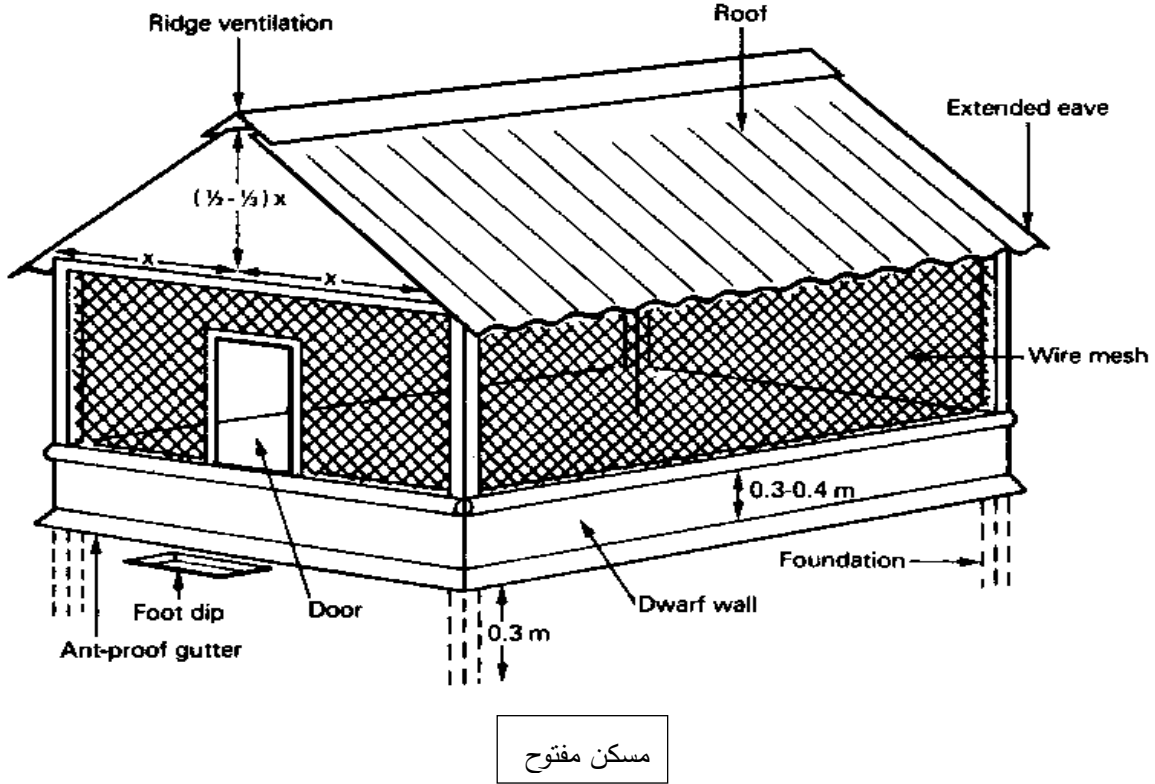 Ridge ventilation
Roof
Extended eave
(½-⅓) x
x
x
Wire mesh
0.3-0.4 m
Foundation
Dwarf wall
Door
Foot dip
Ant-proof gutter
0.3 m
مسكن مفتوح